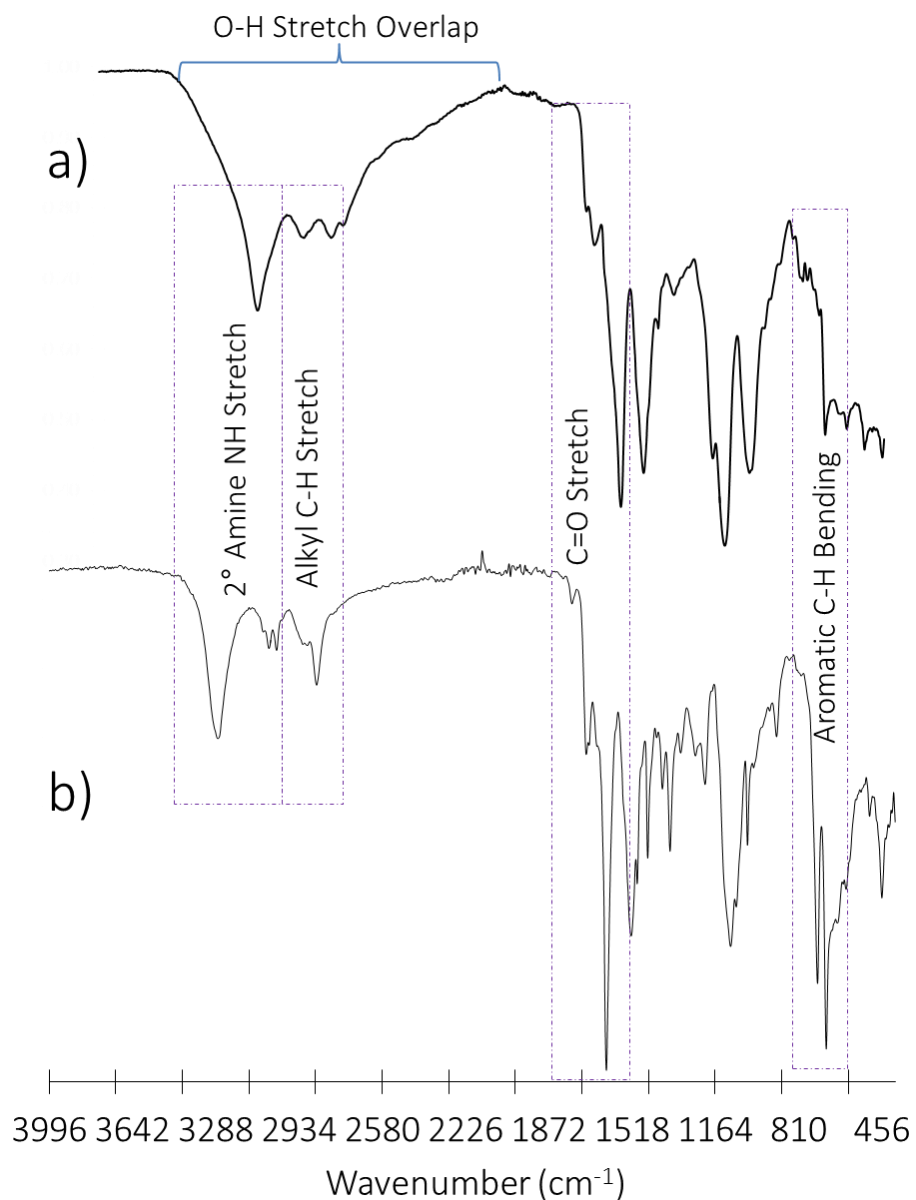 O-H Stretch Overlap
a)
2° Amine NH Stretch
Alkyl C-H Stretch
C=O Stretch
Aromatic C-H Bending
b)
3996 3642 3288 2934 2580 2226 1872 1518 1164 810 456
Wavenumber (cm-1)